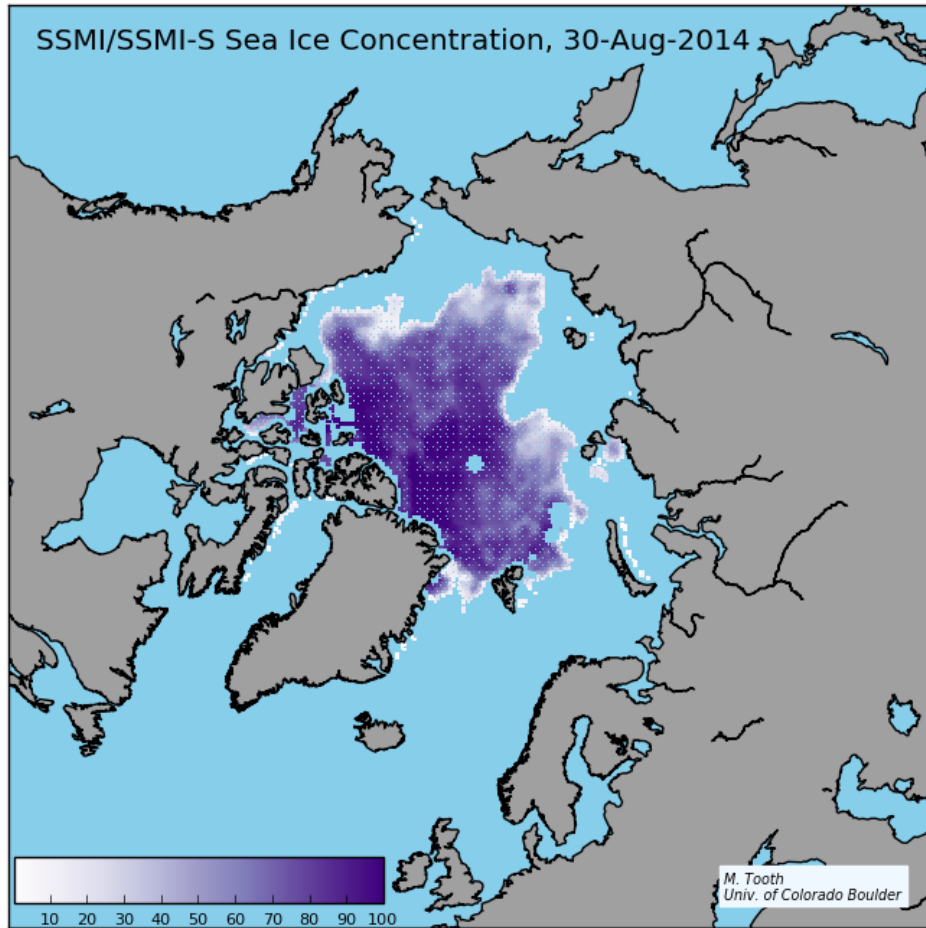 SSMI/SSMI-S Sea Ice Concentration, 30-Aug-2014
10 20 30 40 50 60 70 80 90 100
M. Tooth
Univ. of Colorado Boulder